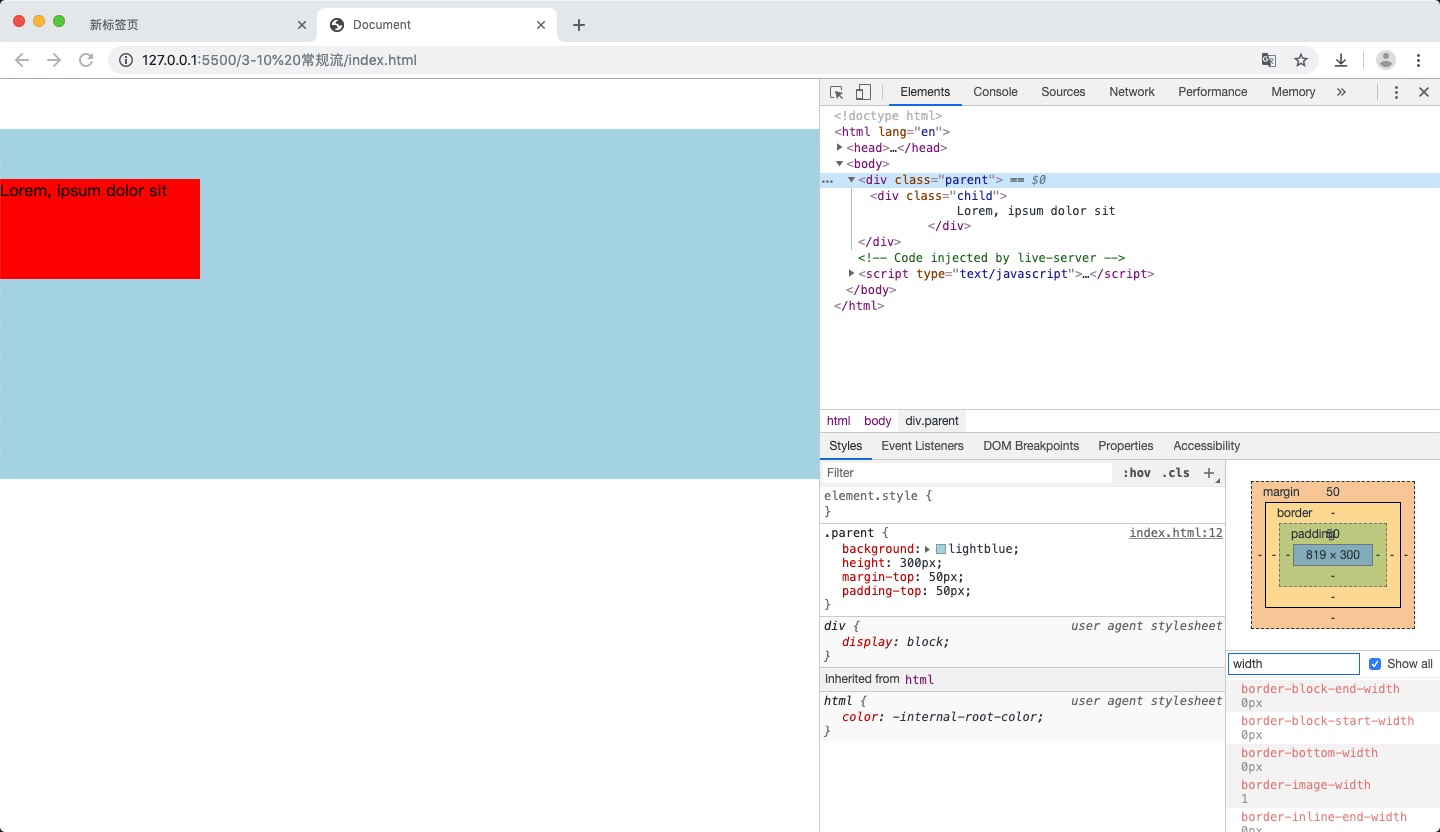 新标签页
Document
127.0.0.1:5500/3-10%20常规流/index.html
Lorem, ipsum dolor sit
Elements Console Sources Network Performance Memory »
<!doctype html>
<html lang="en">
<head>…</head>
<body>
… <div class="parent"> == $0
<div class="child">
Lorem, ipsum dolor sit
</div>
</div>
<!-- Code injected by live-server -->
<script type="text/javascript">…</script>
</body>
</html>
html body div.parent
Styles Event Listeners DOM Breakpoints Properties Accessibility
Filter :hov .cls +
element.style {
}
.parent { index.html:12
background: lightblue;
height: 300px;
margin-top: 50px;
padding-top: 50px;
}
div { user agent stylesheet
display: block;
}
Inherited from html
html { user agent stylesheet
color: -internal-root-color;
}
margin 50
border -
padding 50
- - - 819 × 300 - - -
-
-
-
width Show all
border-block-end-width
0px
border-block-start-width
0px
border-bottom-width
0px
border-image-width
1
border-inline-end-width
0px